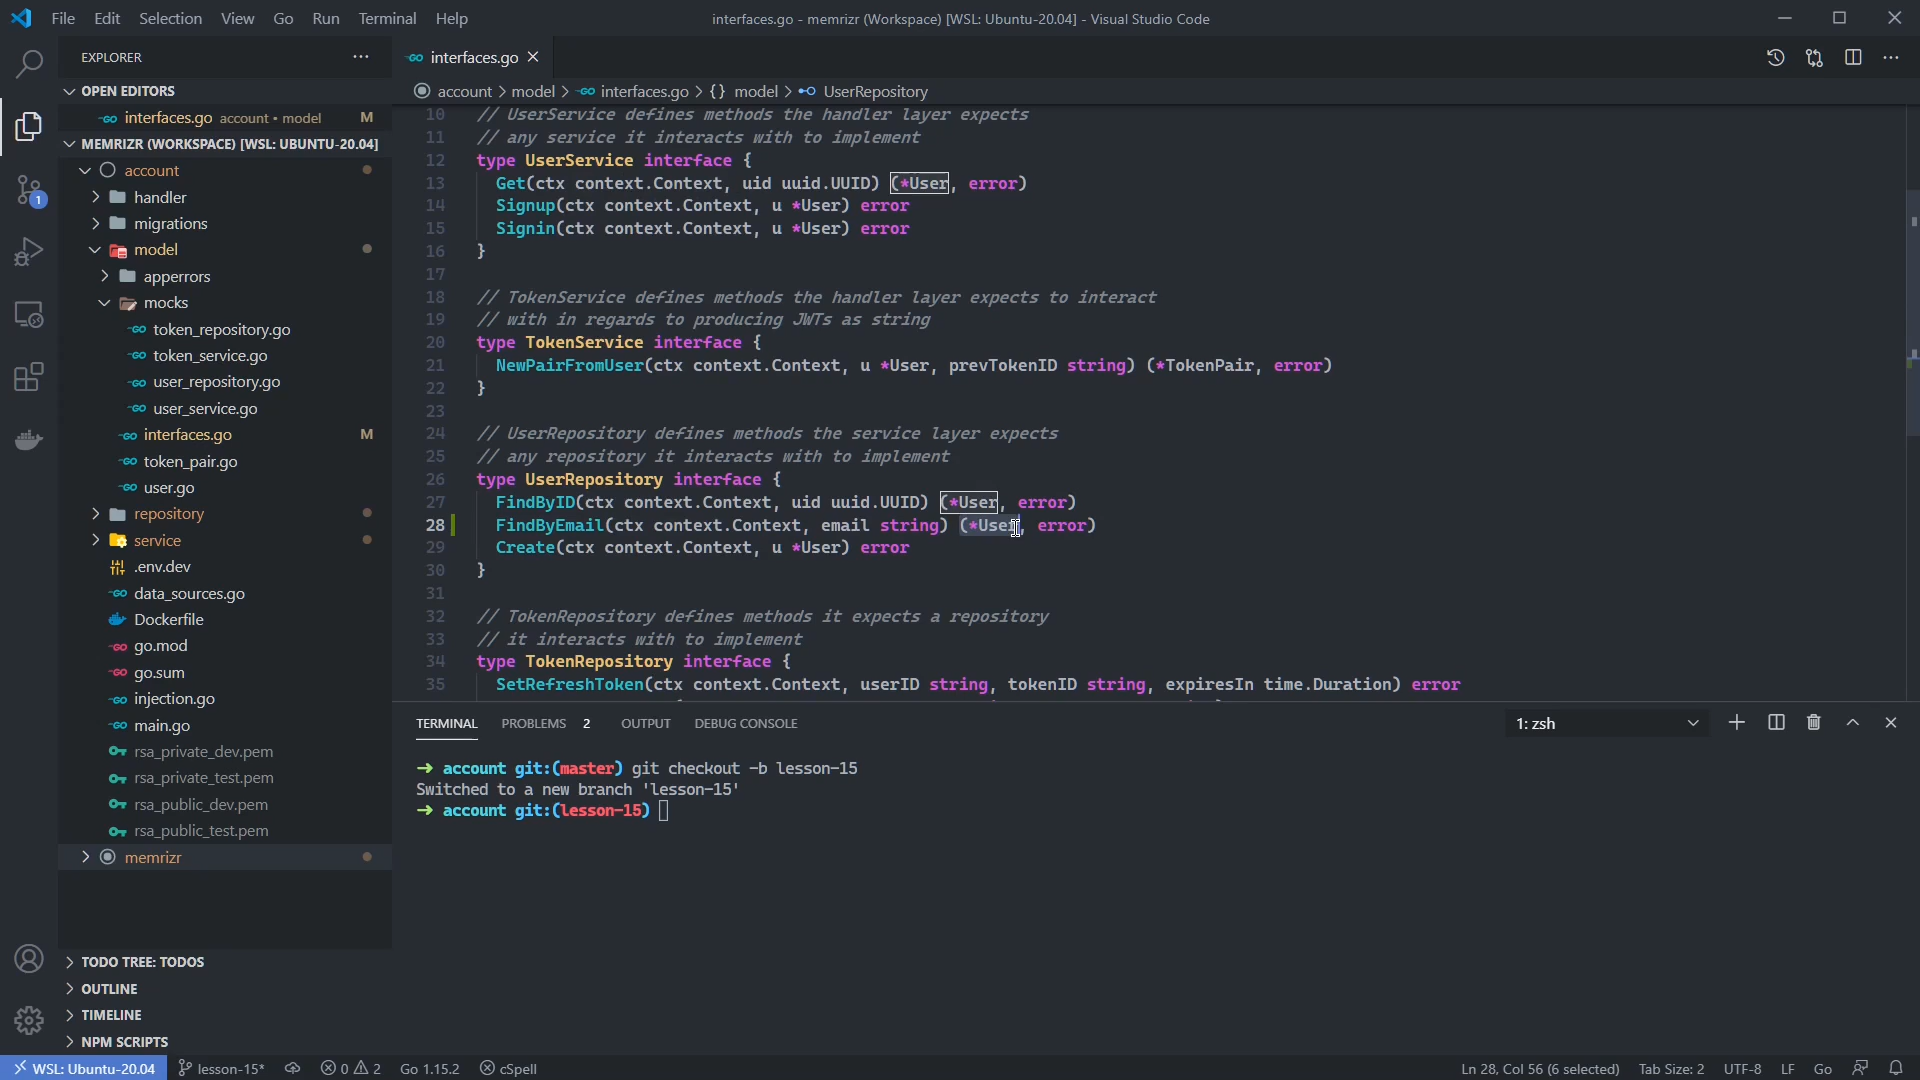 File Edit Selection View Go Run Terminal Help
interfaces.go - memrizr (Workspace) [WSL: Ubuntu-20.04] - Visual Studio Code
EXPLORER
OPEN EDITORS
interfaces.go account • model M
MEMRIZR (WORKSPACE) [WSL: UBUNTU-20.04]
account
handler
migrations
model
apperrors
mocks
token_repository.go
token_service.go
user_repository.go
user_service.go
interfaces.go M
token_pair.go
user.go
repository
service
.env.dev
data_sources.go
Dockerfile
go.mod
go.sum
injection.go
main.go
rsa_private_dev.pem
rsa_private_test.pem
rsa_public_dev.pem
rsa_public_test.pem
memrizr
TODO TREE: TODOS
OUTLINE
TIMELINE
NPM SCRIPTS
1
interfaces.go
account > model > interfaces.go > {} model > UserRepository
10 // UserService defines methods the handler layer expects
11 // any service it interacts with to implement
12 type UserService interface {
13 Get(ctx context.Context, uid uuid.UUID) (*User, error)
14 Signup(ctx context.Context, u *User) error
15 Signin(ctx context.Context, u *User) error
16 }
17
18 // TokenService defines methods the handler layer expects to interact
19 // with in regards to producing JWTs as string
20 type TokenService interface {
21 NewPairFromUser(ctx context.Context, u *User, prevTokenID string) (*TokenPair, error)
22 }
23
24 // UserRepository defines methods the service layer expects
25 // any repository it interacts with to implement
26 type UserRepository interface {
27 FindByID(ctx context.Context, uid uuid.UUID) (*User, error)
28 FindByEmail(ctx context.Context, email string) (*User, error)
29 Create(ctx context.Context, u *User) error
30 }
31
32 // TokenRepository defines methods it expects a repository
33 // it interacts with to implement
34 type TokenRepository interface {
35 SetRefreshToken(ctx context.Context, userID string, tokenID string, expiresIn time.Duration) error
TERMINAL PROBLEMS 2 OUTPUT DEBUG CONSOLE 1: zsh
→ account git:(master) git checkout -b lesson-15
Switched to a new branch 'lesson-15'
→ account git:(lesson-15)
WSL: Ubuntu-20.04 lesson-15* 0 2 Go 1.15.2 cSpell Ln 28, Col 56 (6 selected) Tab Size: 2 UTF-8 LF Go